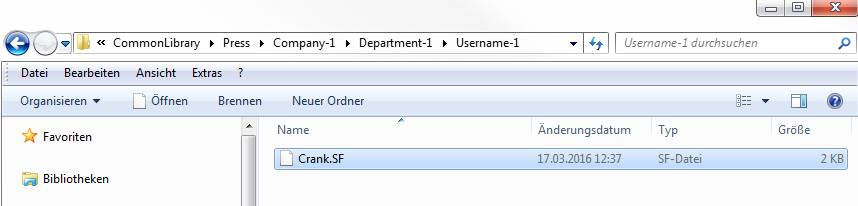 « CommonLibrary Press Company-1 Department-1 Username-1 Username-1 durchsuchen
Datei Bearbeiten Ansicht Extras ?
Organisieren Öffnen Brennen Neuer Ordner ?
Name Änderungsdatum Typ Größe
Favoriten
Crank.SF 17.03.2016 12:37 SF-Datei 2 KB
Bibliotheken